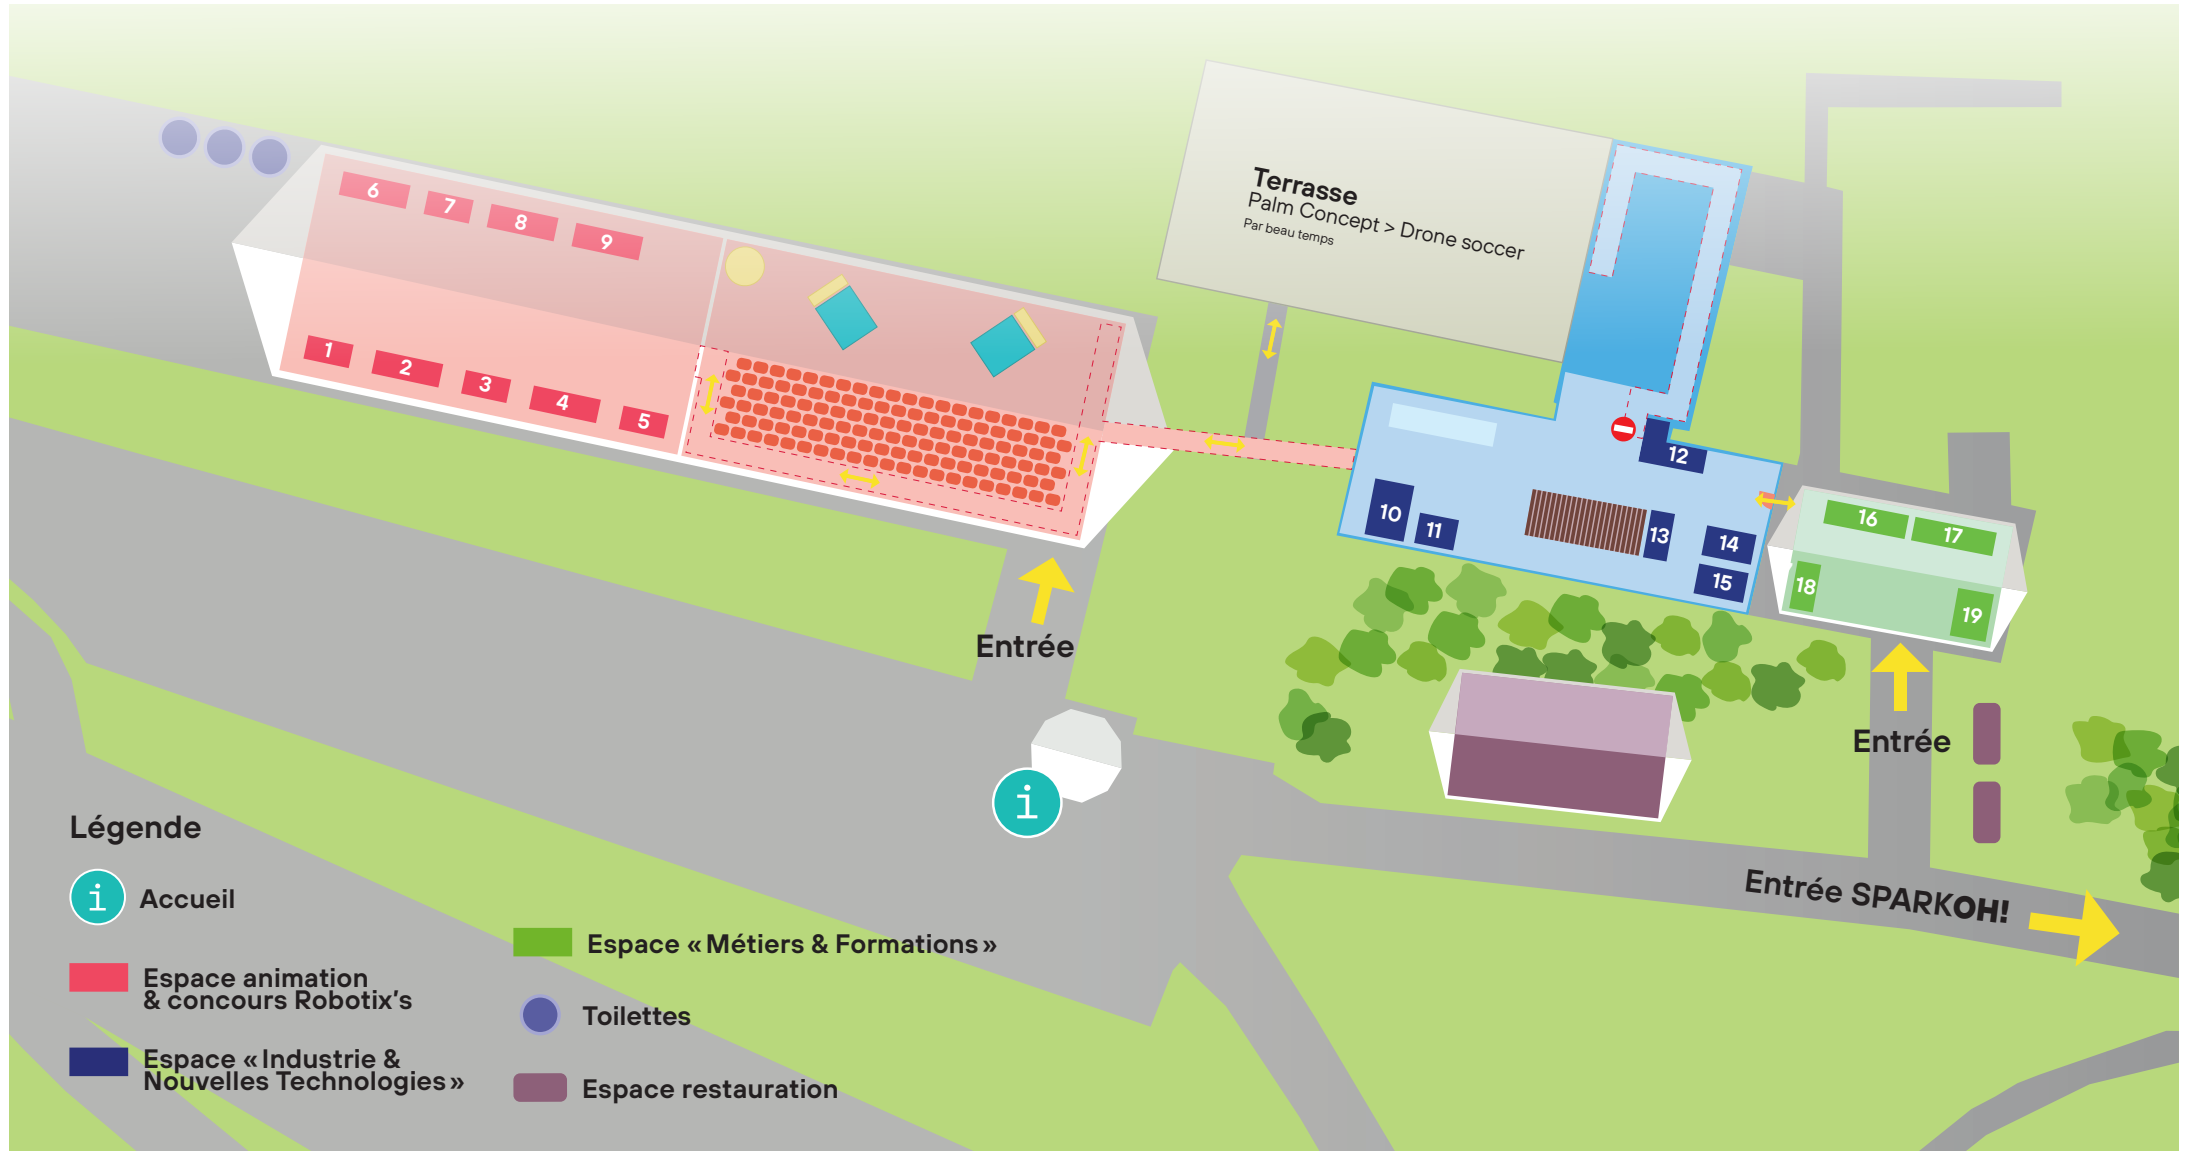 Terrasse
Palm Concept > Drone soccer
Par beau temps
6
7
8
9
1
2
3
4
5
10
11
12
13
14
15
16
17
18
19
Entrée
Entrée
i
Entrée SPARKOH!
Légende
i Accueil
Espace animation
& concours Robotix's
Espace « Industrie &
Nouvelles Technologies »
Espace « Métiers & Formations »
Toilettes
Espace restauration